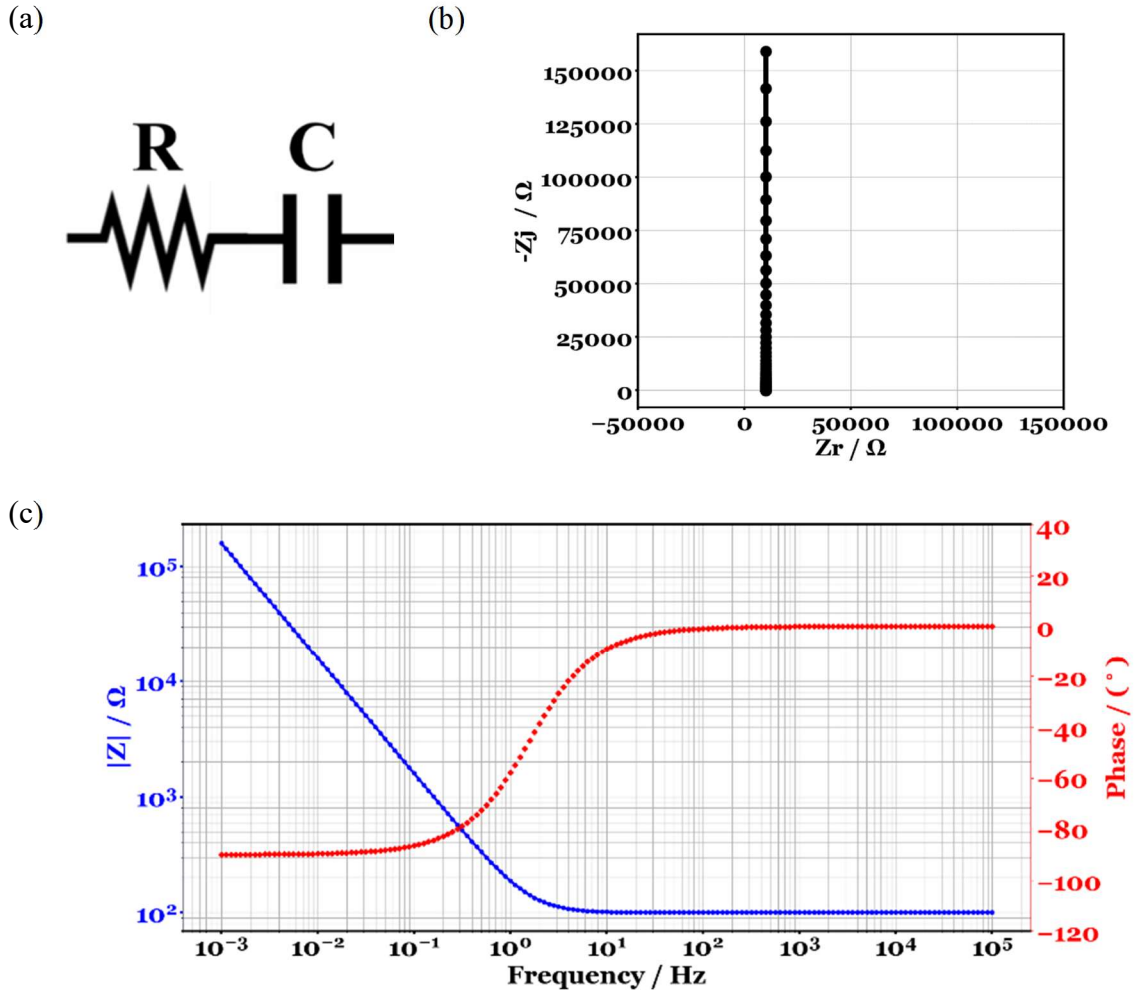 (a)
R C
(b)
150000
125000
100000
75000
50000
25000
0
-Zj / Ω
−50000 0 50000 100000 150000
Zr / Ω
(c)
10⁵
10⁴
10³
10²
|Z| / Ω
40
20
0
−20
−40
−60
−80
−100
−120
Phase / ( ° )
10⁻³ 10⁻² 10⁻¹ 10⁰ 10¹ 10² 10³ 10⁴ 10⁵
Frequency / Hz